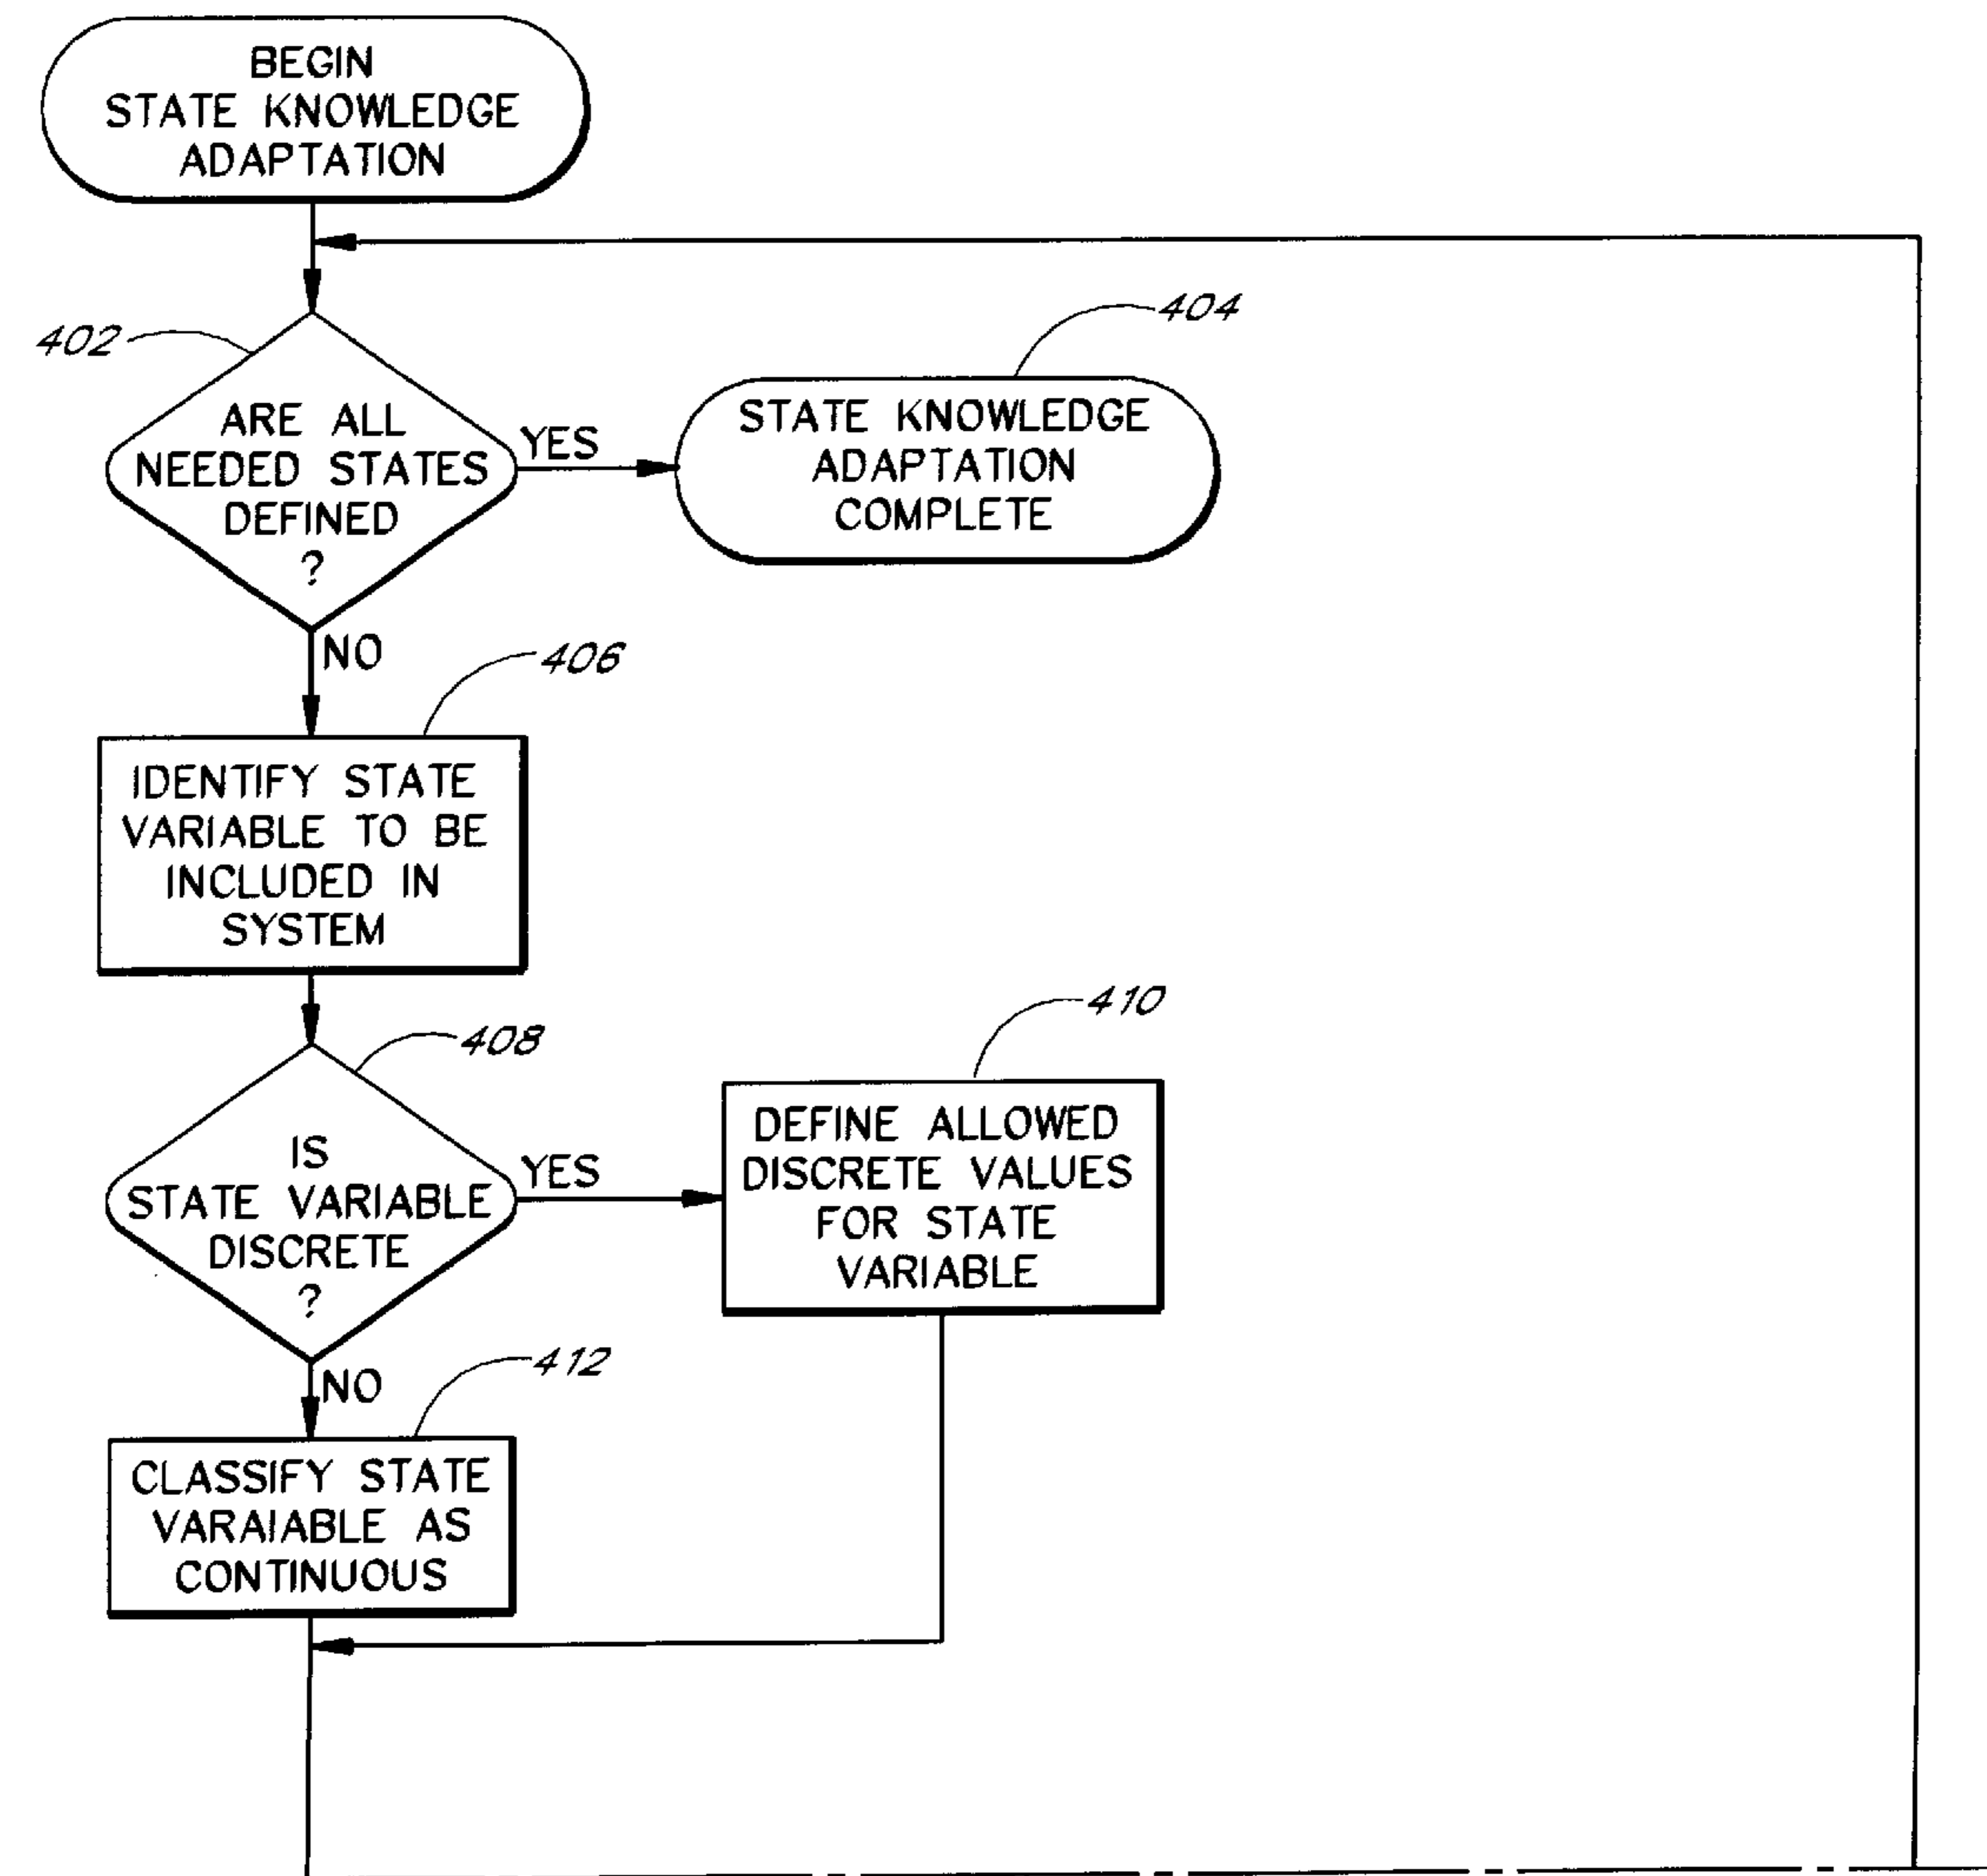 BEGIN
STATE KNOWLEDGE
ADAPTATION
402
404
ARE ALL
NEEDED STATES
DEFINED
?
YES
STATE KNOWLEDGE
ADAPTATION
COMPLETE
NO
406
IDENTIFY STATE
VARIABLE TO BE
INCLUDED IN
SYSTEM
408
410
IS
STATE VARIABLE
DISCRETE
?
YES
DEFINE ALLOWED
DISCRETE VALUES
FOR STATE
VARIABLE
NO
412
CLASSIFY STATE
VARAIABLE AS
CONTINUOUS